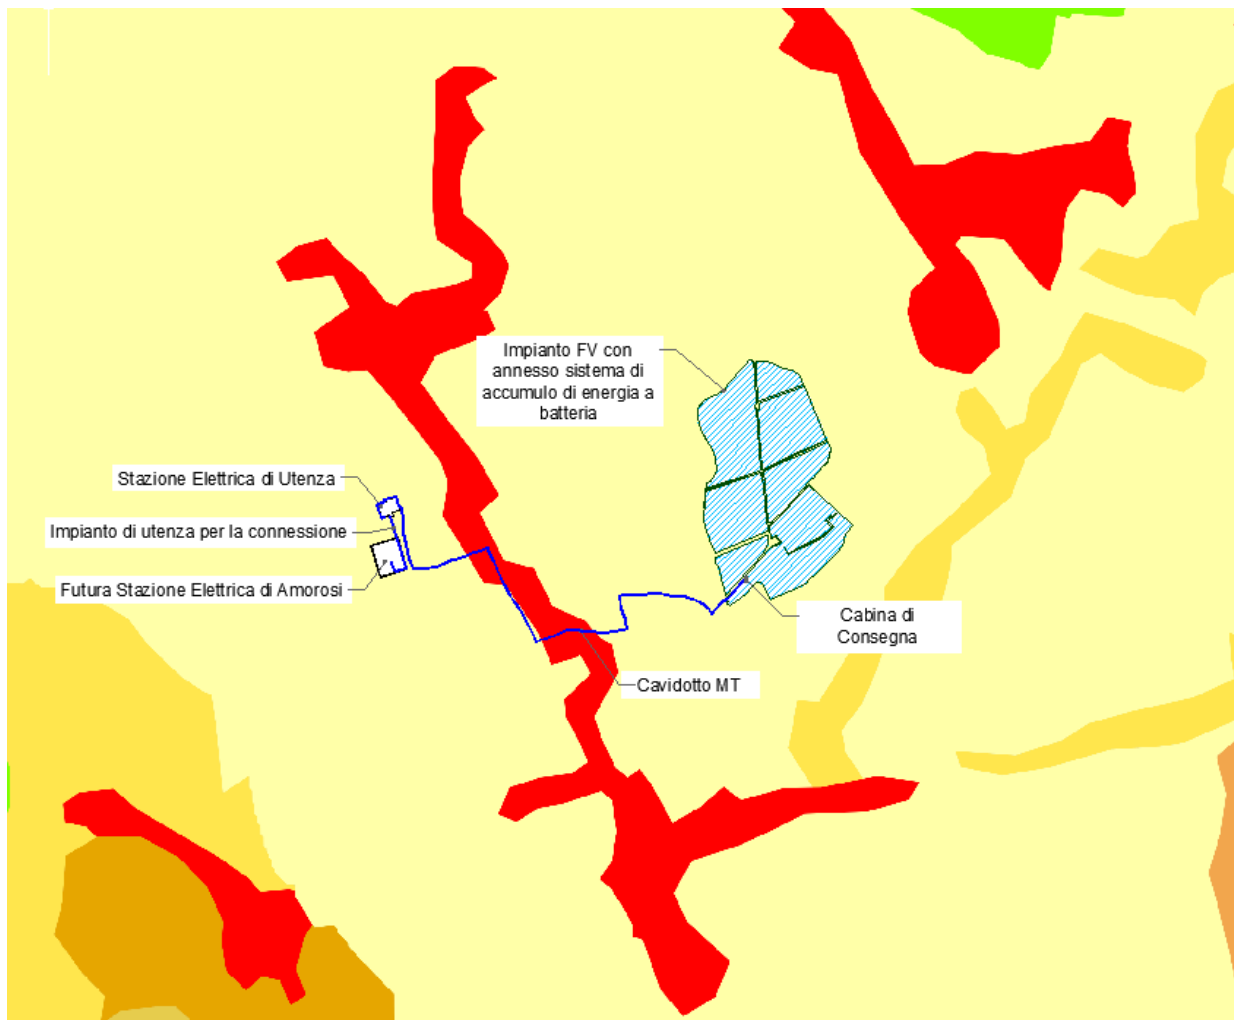 Impianto FV con
annesso sistema di
accumulo di energia a
batteria
Stazione Elettrica di Utenza
Impianto di utenza per la connessione
Futura Stazione Elettrica di Amorosi
Cabina di
Consegna
Cavidotto MT